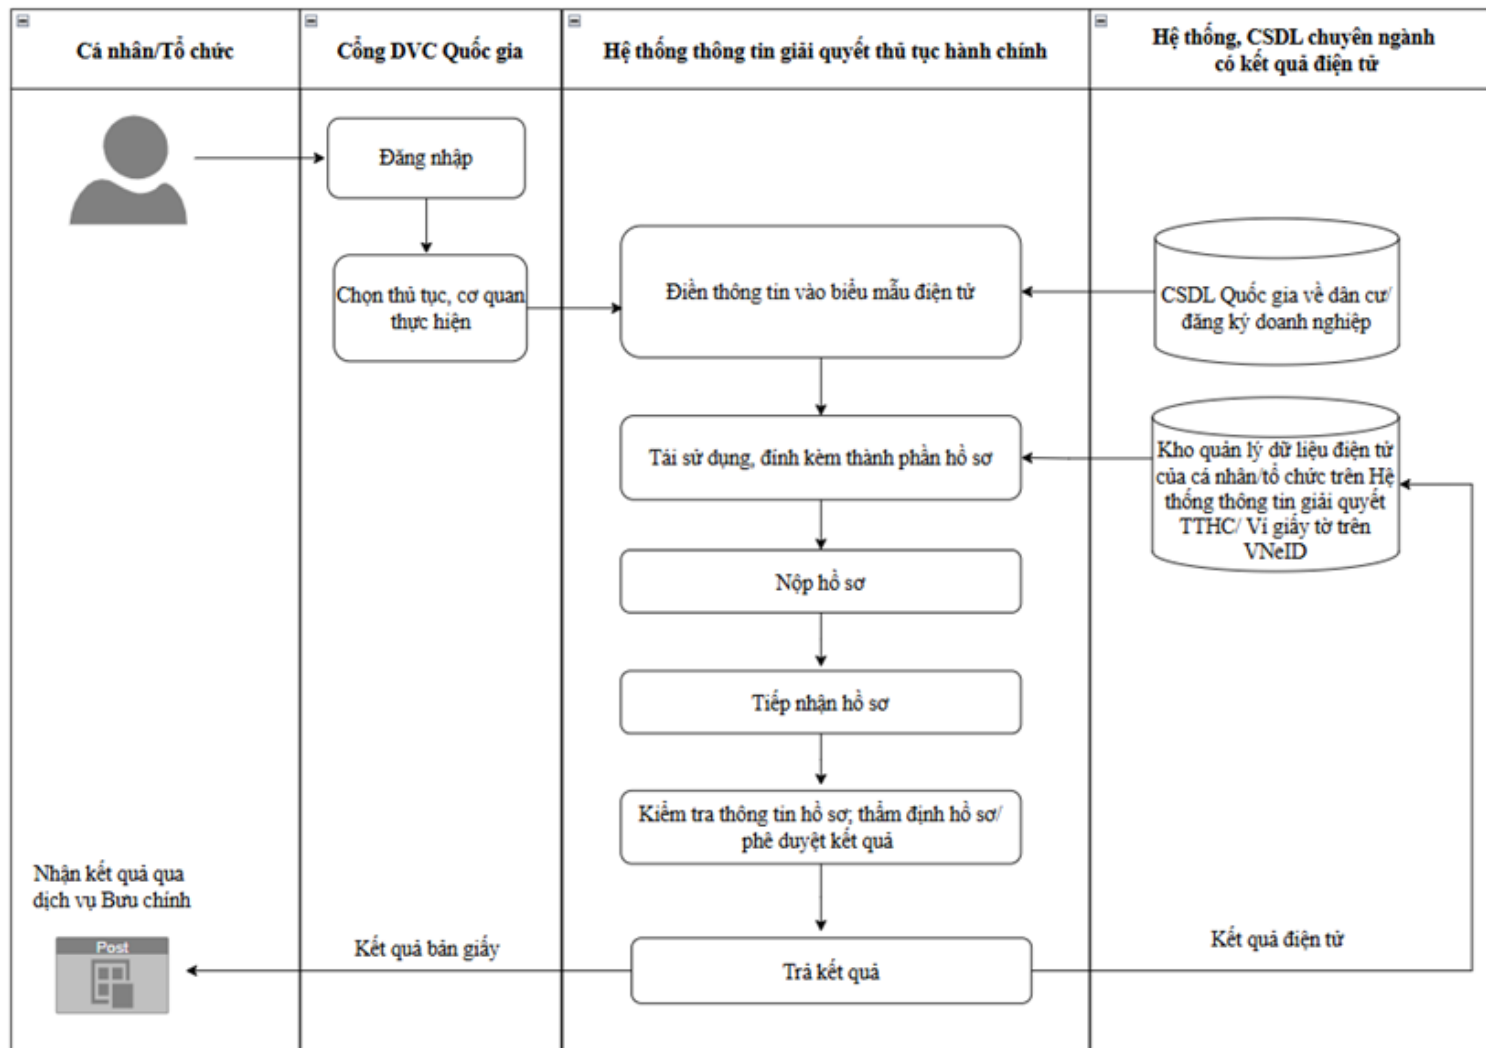 Cá nhân/Tổ chức
Cổng DVC Quốc gia
Hệ thống thông tin giải quyết thủ tục hành chính
Hệ thống, CSDL chuyên ngành
có kết quả điện tử
Đăng nhập
Chọn thủ tục, cơ quan
thực hiện
Điền thông tin vào biểu mẫu điện tử
CSDL Quốc gia về dân cư/
đăng ký doanh nghiệp
Tái sử dụng, đính kèm thành phần hồ sơ
Kho quản lý dữ liệu điện tử
của cá nhân/tổ chức trên Hệ
thống thông tin giải quyết
TTHC/ Ví giấy tờ trên
VNeID
Nộp hồ sơ
Tiếp nhận hồ sơ
Kiểm tra thông tin hồ sơ; thẩm định hồ sơ/
phê duyệt kết quả
Nhận kết quả qua
dịch vụ Bưu chính
Post
Kết quả bản giấy
Trả kết quả
Kết quả điện tử